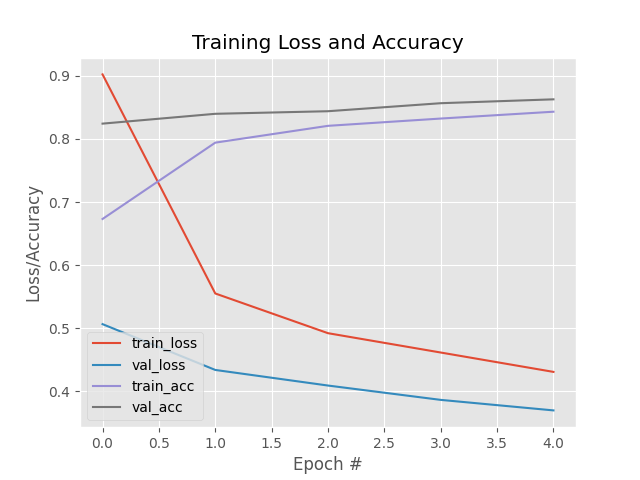 Training Loss and Accuracy
Loss/Accuracy
0.9
0.8
0.7
0.6
0.5
0.4
train_loss
val_loss
train_acc
val_acc
0.0 0.5 1.0 1.5 2.0 2.5 3.0 3.5 4.0
Epoch #